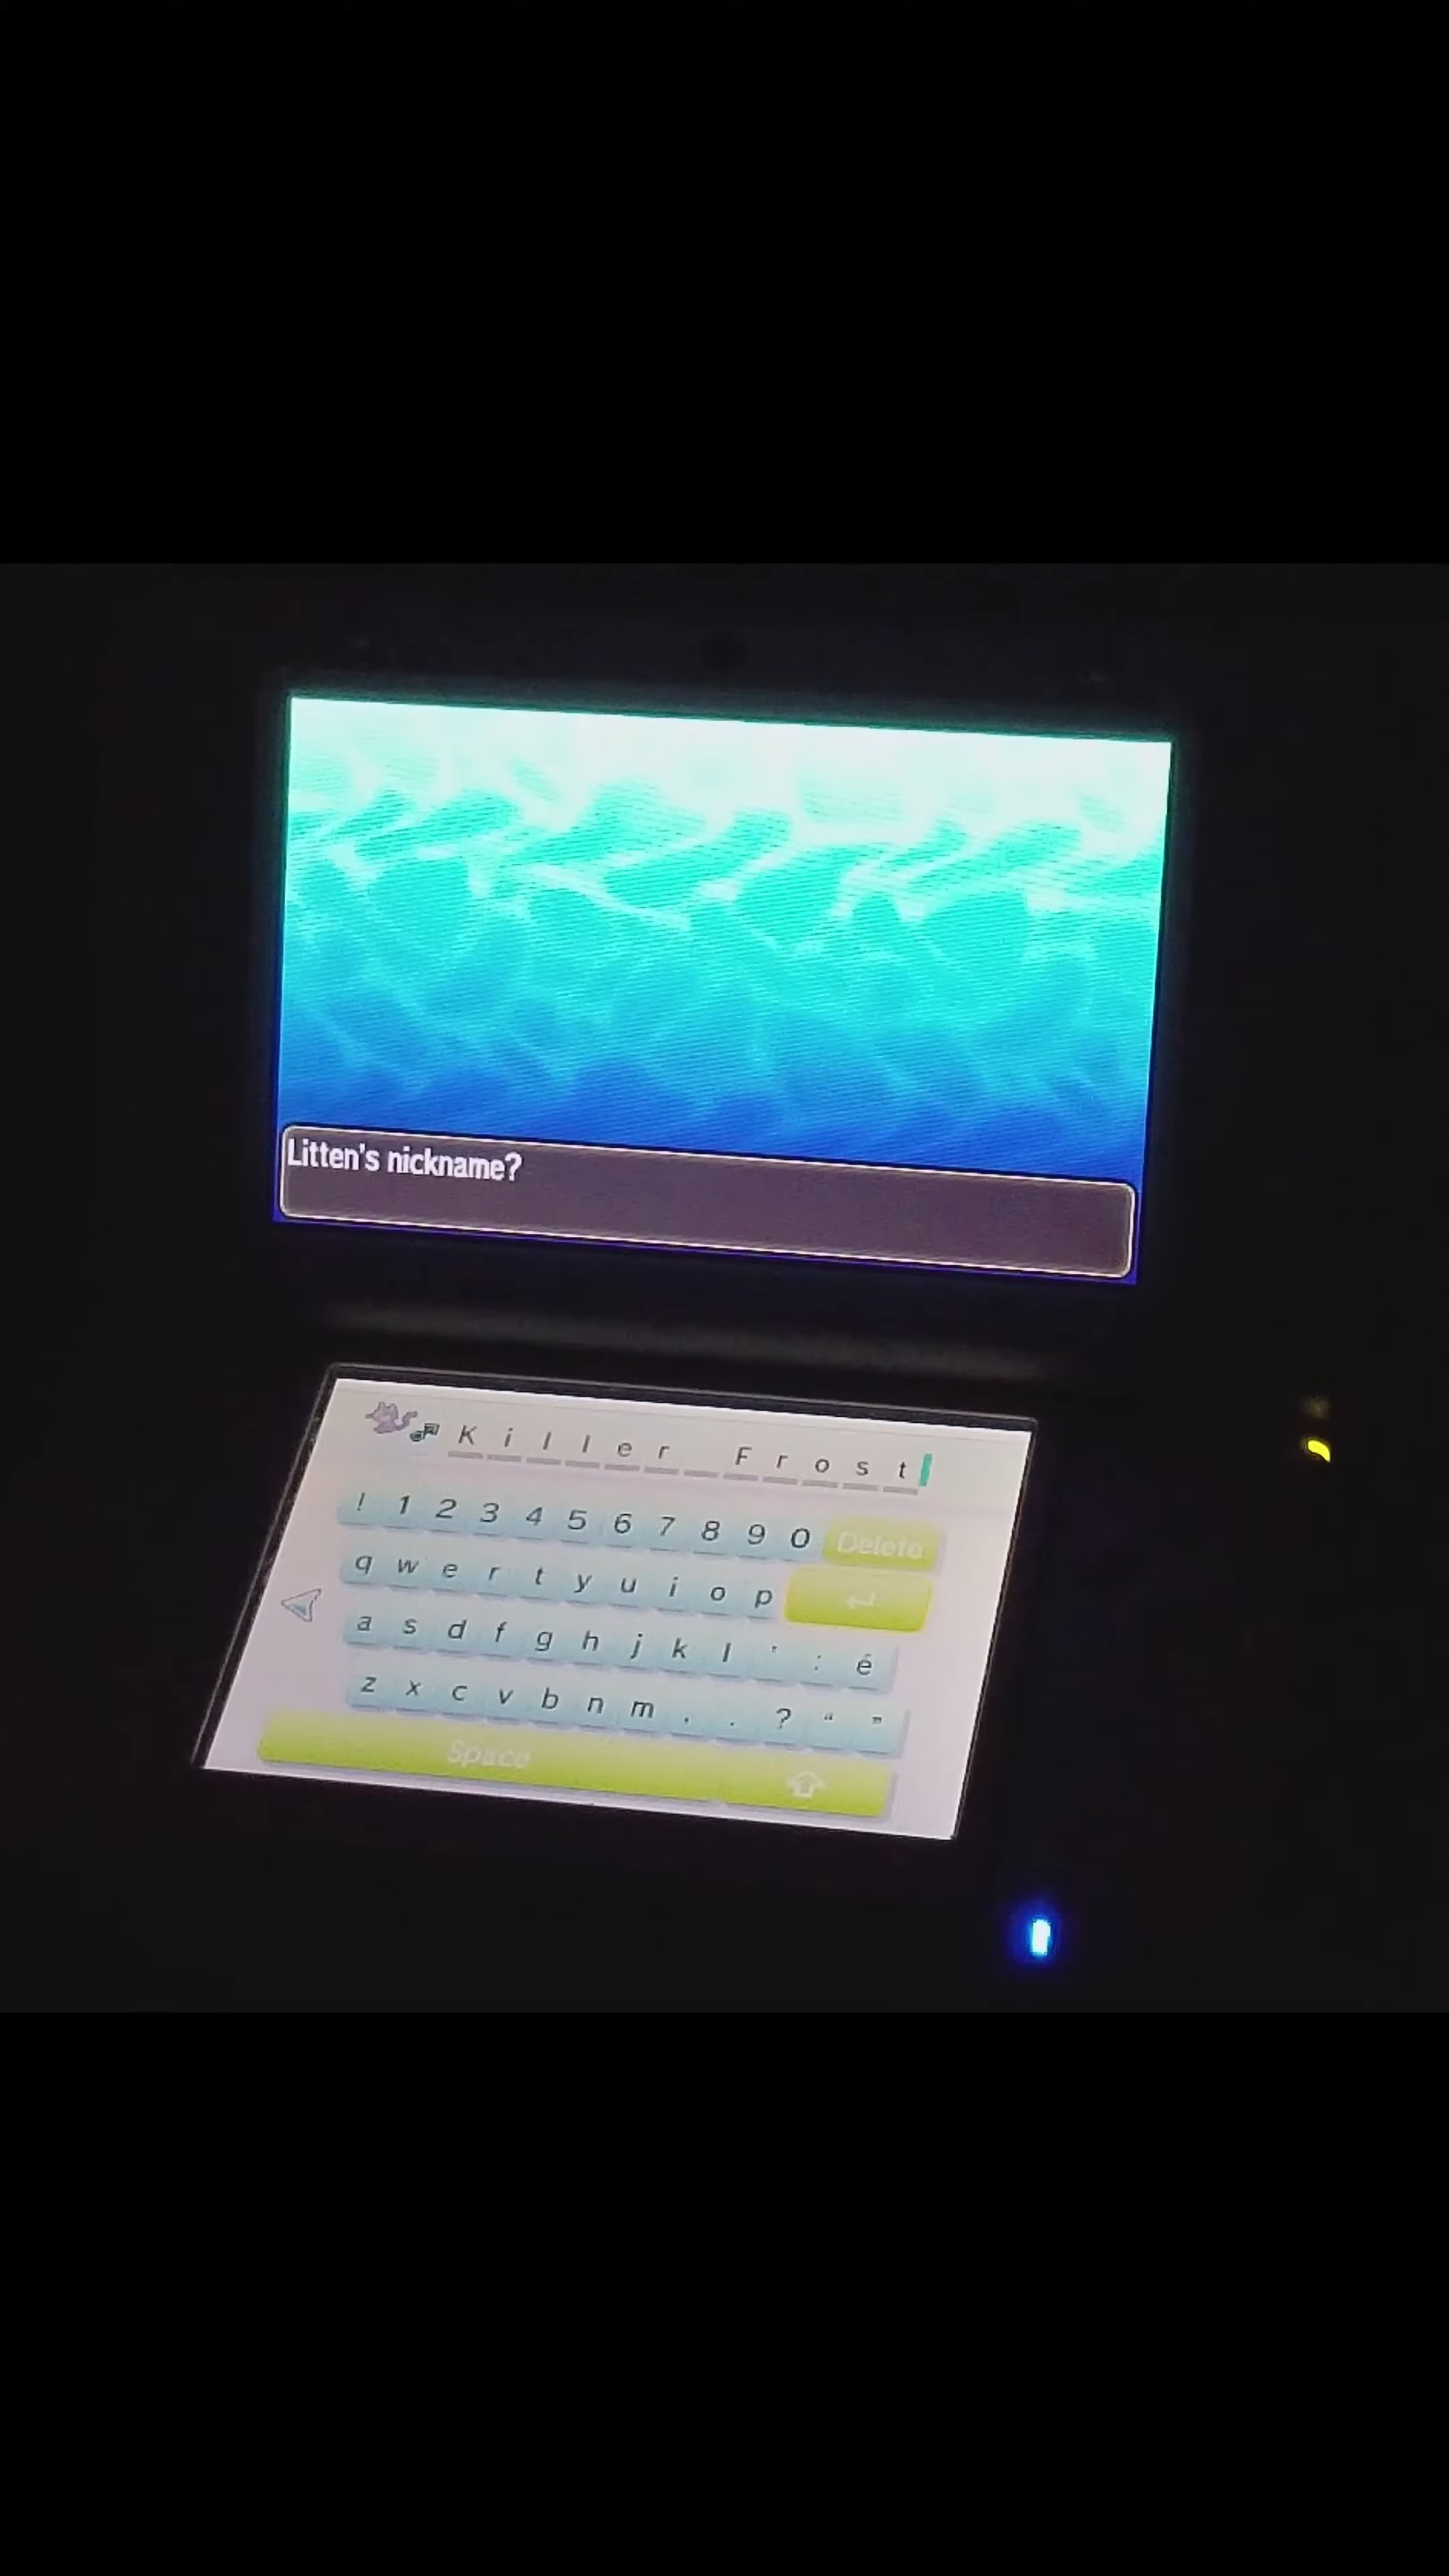 Litten's nickname?
Killer Frost
! 1 2 3 4 5 6 7 8 9 0 Delete
q w e r t y u i o p
a s d f g h j k l ' : é
z x c v b n m , . ? “ ”
Space